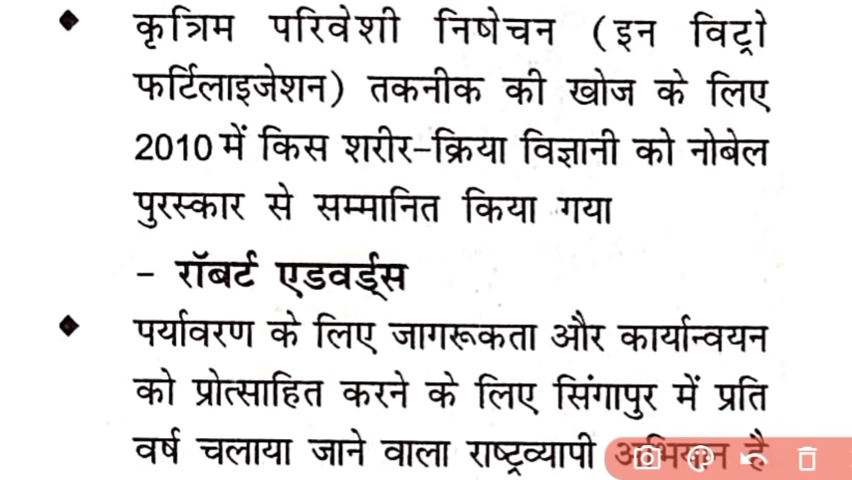 ◆ कृत्रिम परिवेशी निषेचन (इन विट्रो
फर्टिलाइजेशन) तकनीक की खोज के लिए
2010 में किस शरीर-क्रिया विज्ञानी को नोबेल
पुरस्कार से सम्मानित किया गया
- रॉबर्ट एडवर्ड्स
◆ पर्यावरण के लिए जागरूकता और कार्यान्वयन
को प्रोत्साहित करने के लिए सिंगापुर में प्रति
वर्ष चलाया जाने वाला राष्ट्रव्यापी अभियान है